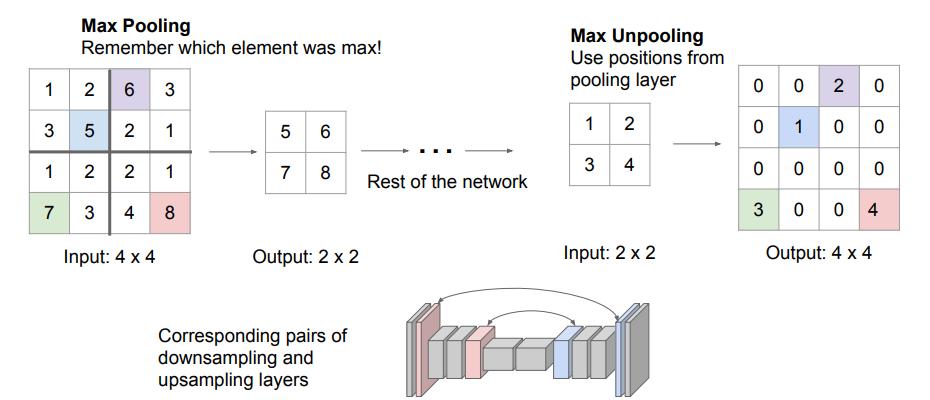 Max Pooling
Remember which element was max!
1 2 6 3
3 5 2 1
1 2 2 1
7 3 4 8
Input: 4 x 4
5 6
7 8
Output: 2 x 2
...
Rest of the network
Max Unpooling
Use positions from
pooling layer
1 2
3 4
Input: 2 x 2
0 0 2 0
0 1 0 0
0 0 0 0
3 0 0 4
Output: 4 x 4
Corresponding pairs of
downsampling and
upsampling layers